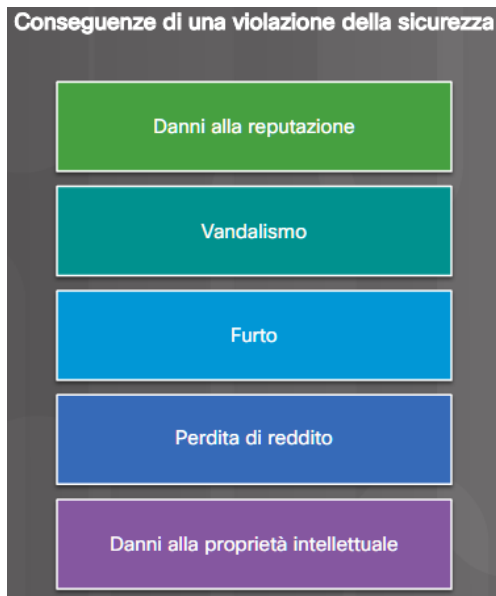 Conseguenze di una violazione della sicurezza
Danni alla reputazione
Vandalismo
Furto
Perdita di reddito
Danni alla proprietà intellettuale